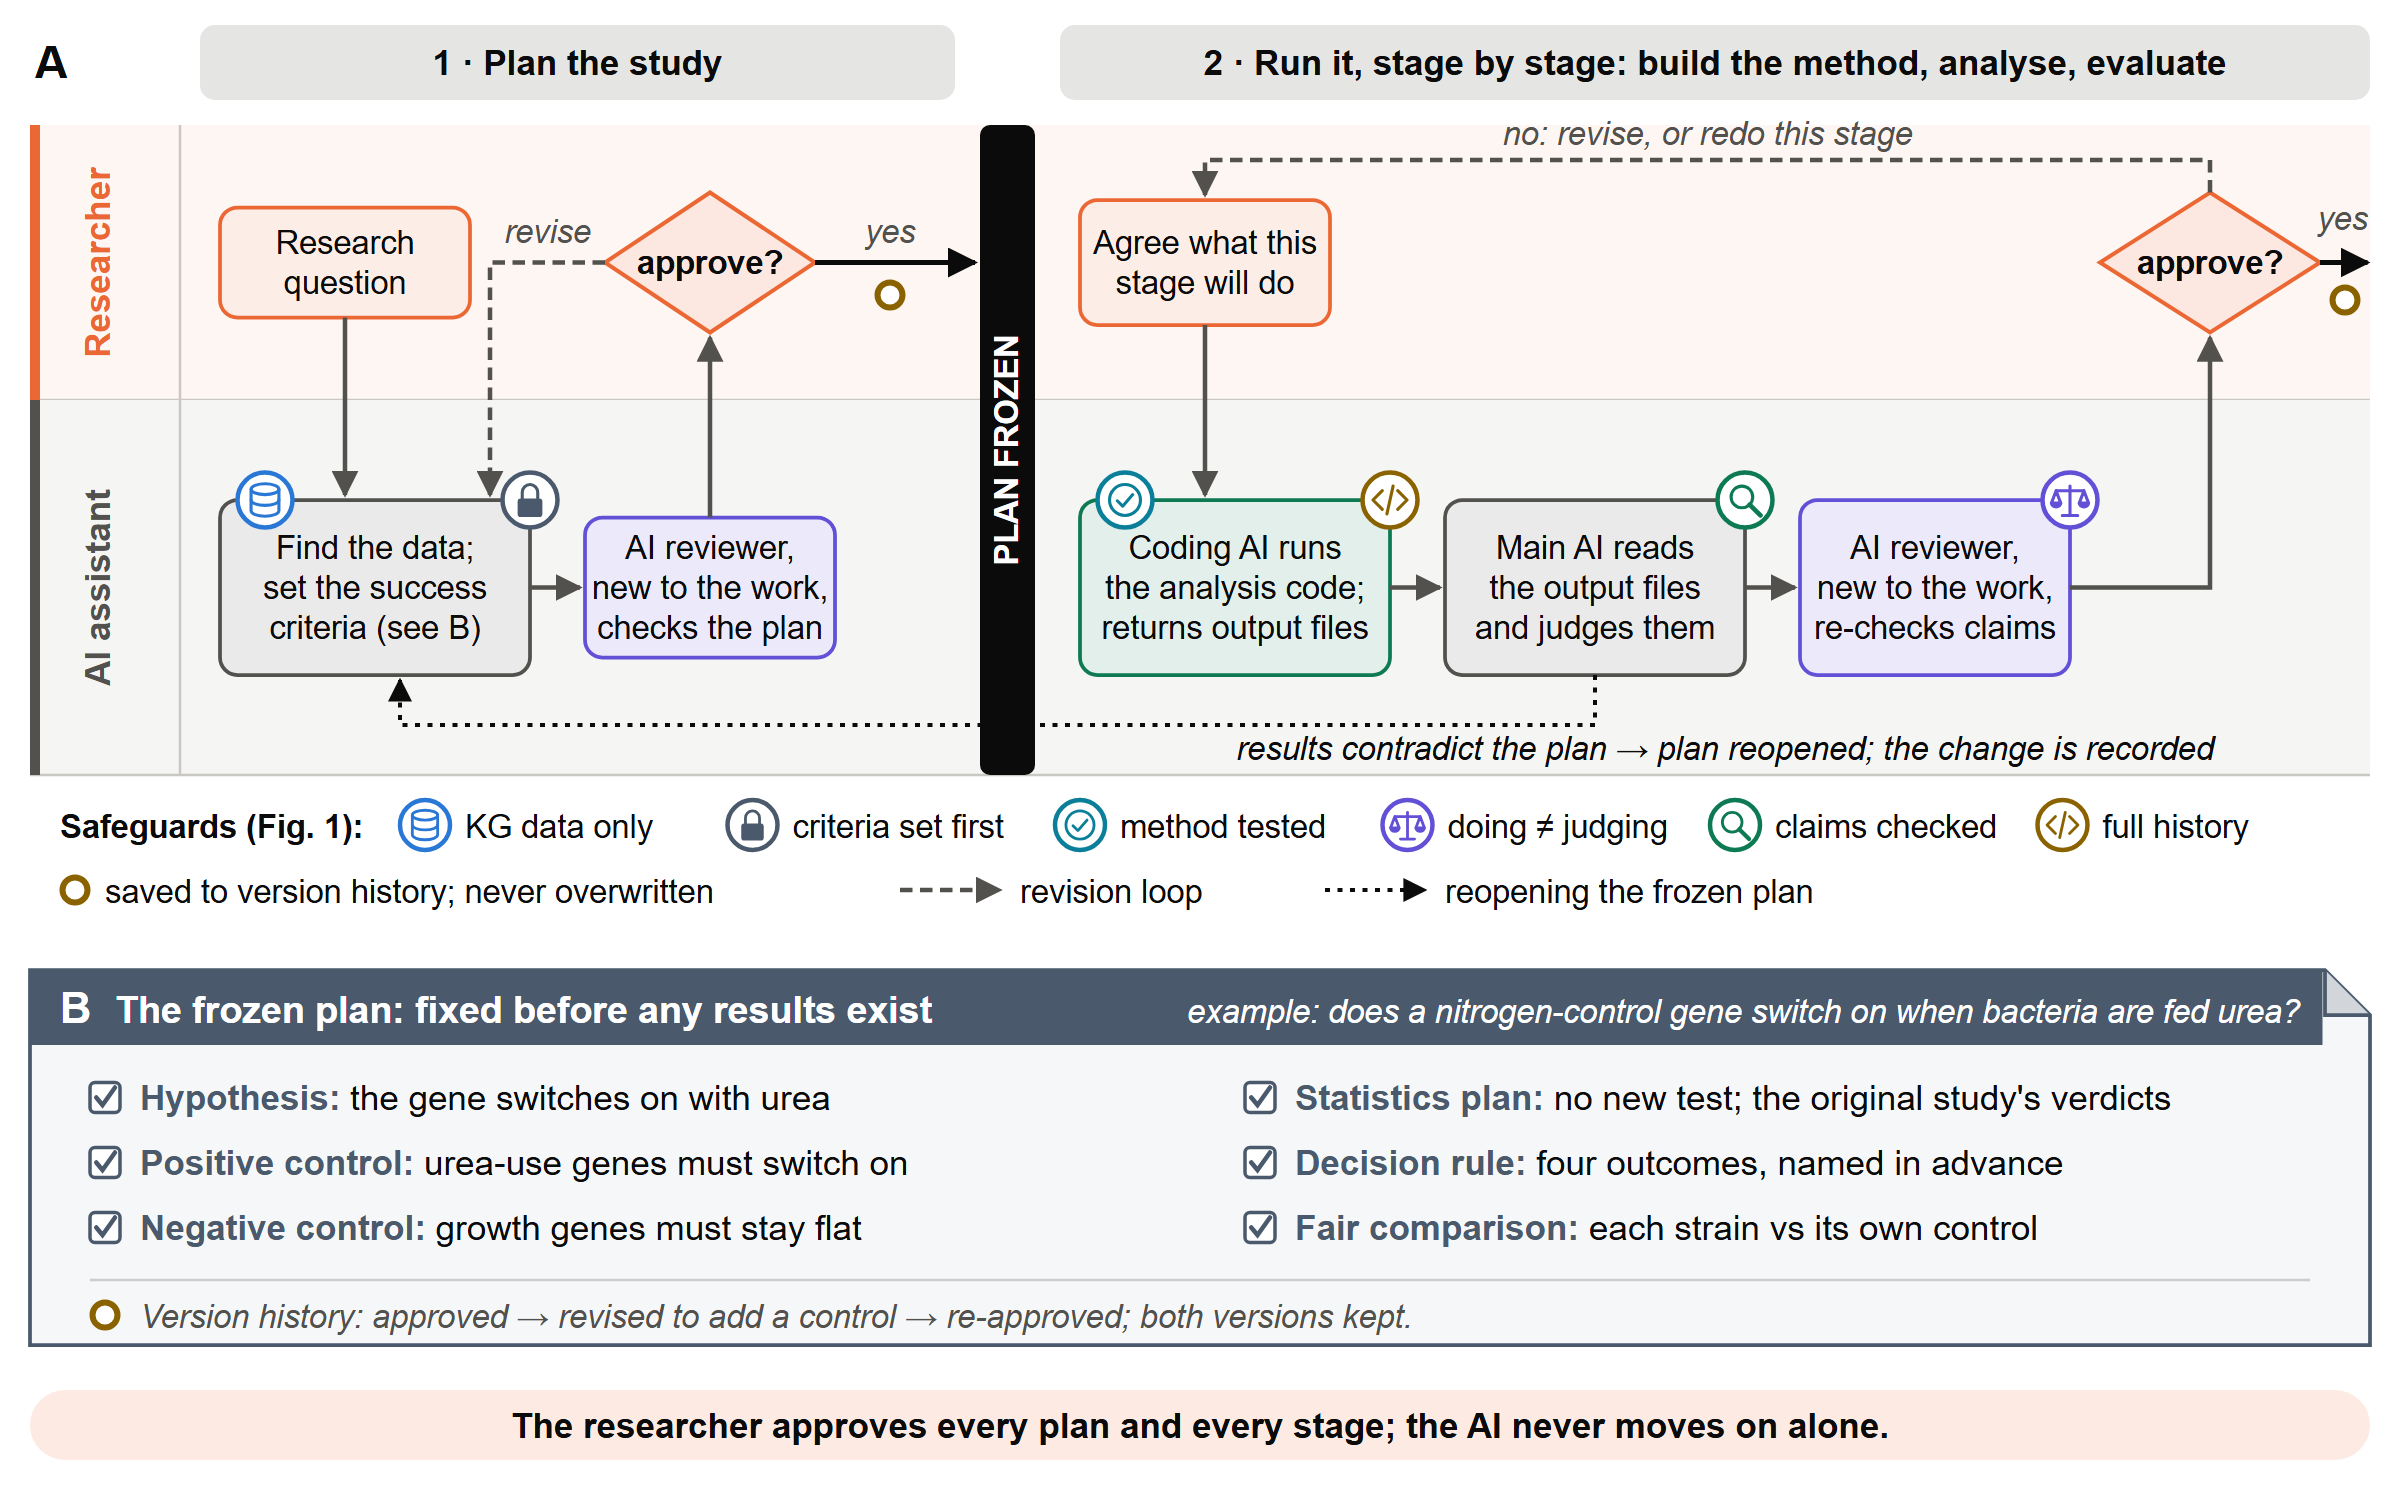 A
1 · Plan the study
2 · Run it, stage by stage: build the method, analyse, evaluate
Researcher
Research
question
revise
approve?
yes
PLAN FROZEN
no: revise, or redo this stage
Agree what this
stage will do
approve?
yes
AI assistant
Find the data;
set the success
criteria (see B)
AI reviewer,
new to the work,
checks the plan
Coding AI runs
the analysis code;
returns output files
Main AI reads
the output files
and judges them
AI reviewer,
new to the work,
re-checks claims
results contradict the plan → plan reopened; the change is recorded
Safeguards (Fig. 1): KG data only criteria set first method tested doing ≠ judging claims checked full history
saved to version history; never overwritten revision loop reopening the frozen plan
B The frozen plan: fixed before any results exist
example: does a nitrogen-control gene switch on when bacteria are fed urea?
Hypothesis: the gene switches on with urea
Positive control: urea-use genes must switch on
Negative control: growth genes must stay flat
Statistics plan: no new test; the original study's verdicts
Decision rule: four outcomes, named in advance
Fair comparison: each strain vs its own control
Version history: approved → revised to add a control → re-approved; both versions kept.
The researcher approves every plan and every stage; the AI never moves on alone.